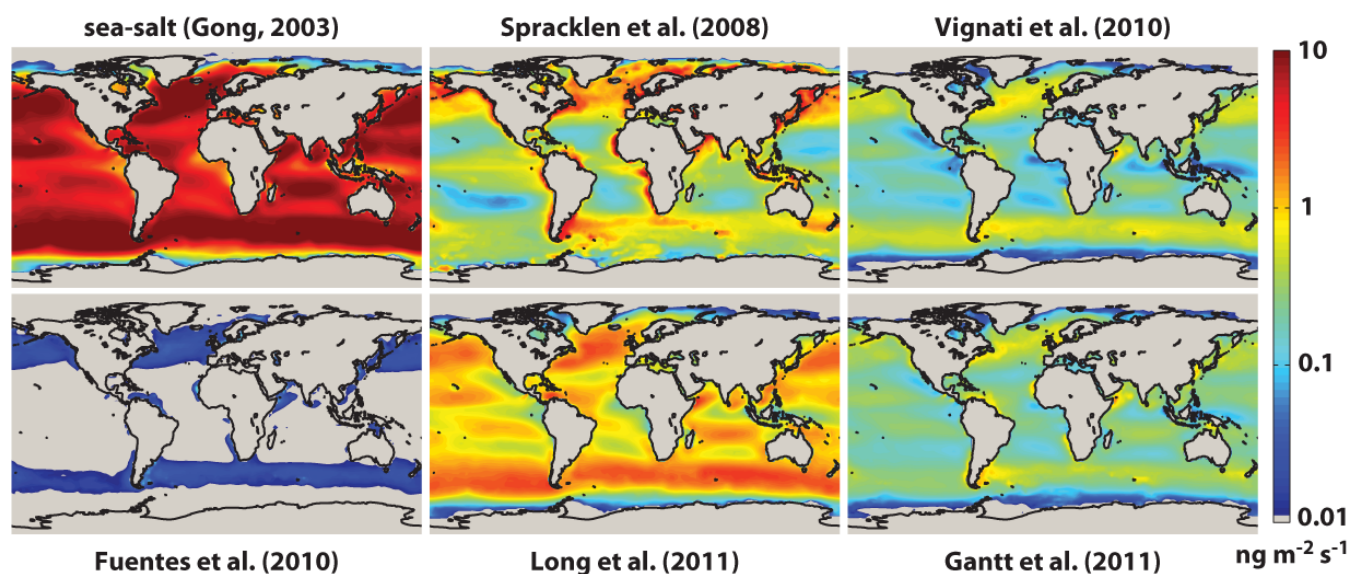 sea-salt (Gong, 2003)
Spracklen et al. (2008)
Vignati et al. (2010)
10
1
0.1
0.01
ng m-2 s-1
Fuentes et al. (2010)
Long et al. (2011)
Gantt et al. (2011)